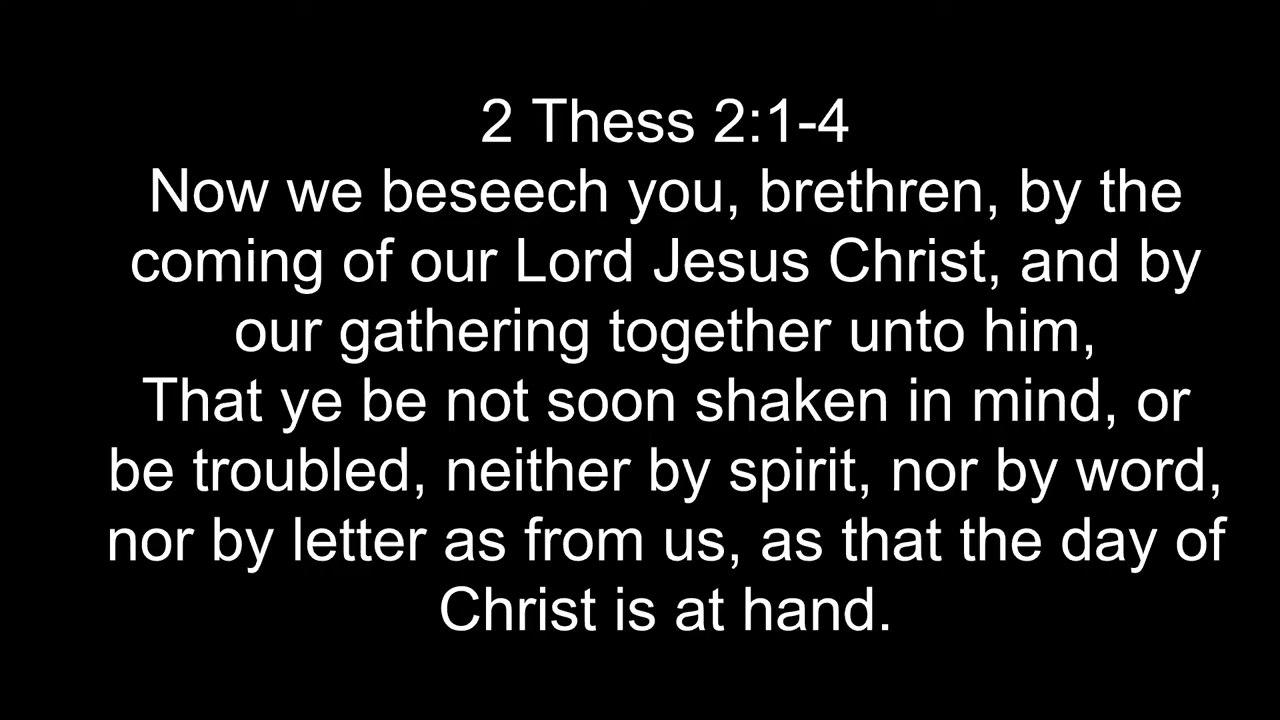 2 Thess 2:1-4
Now we beseech you, brethren, by the
coming of our Lord Jesus Christ, and by
our gathering together unto him,
That ye be not soon shaken in mind, or
be troubled, neither by spirit, nor by word,
nor by letter as from us, as that the day of
Christ is at hand.